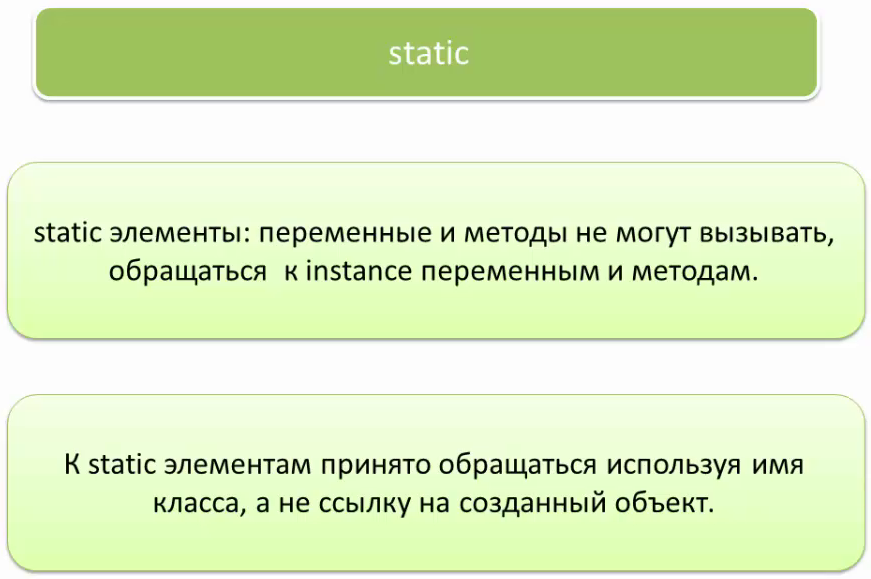 static
static элементы: переменные и методы не могут вызывать,
обращаться к instance переменным и методам.
К static элементам принято обращаться используя имя
класса, а не ссылку на созданный объект.